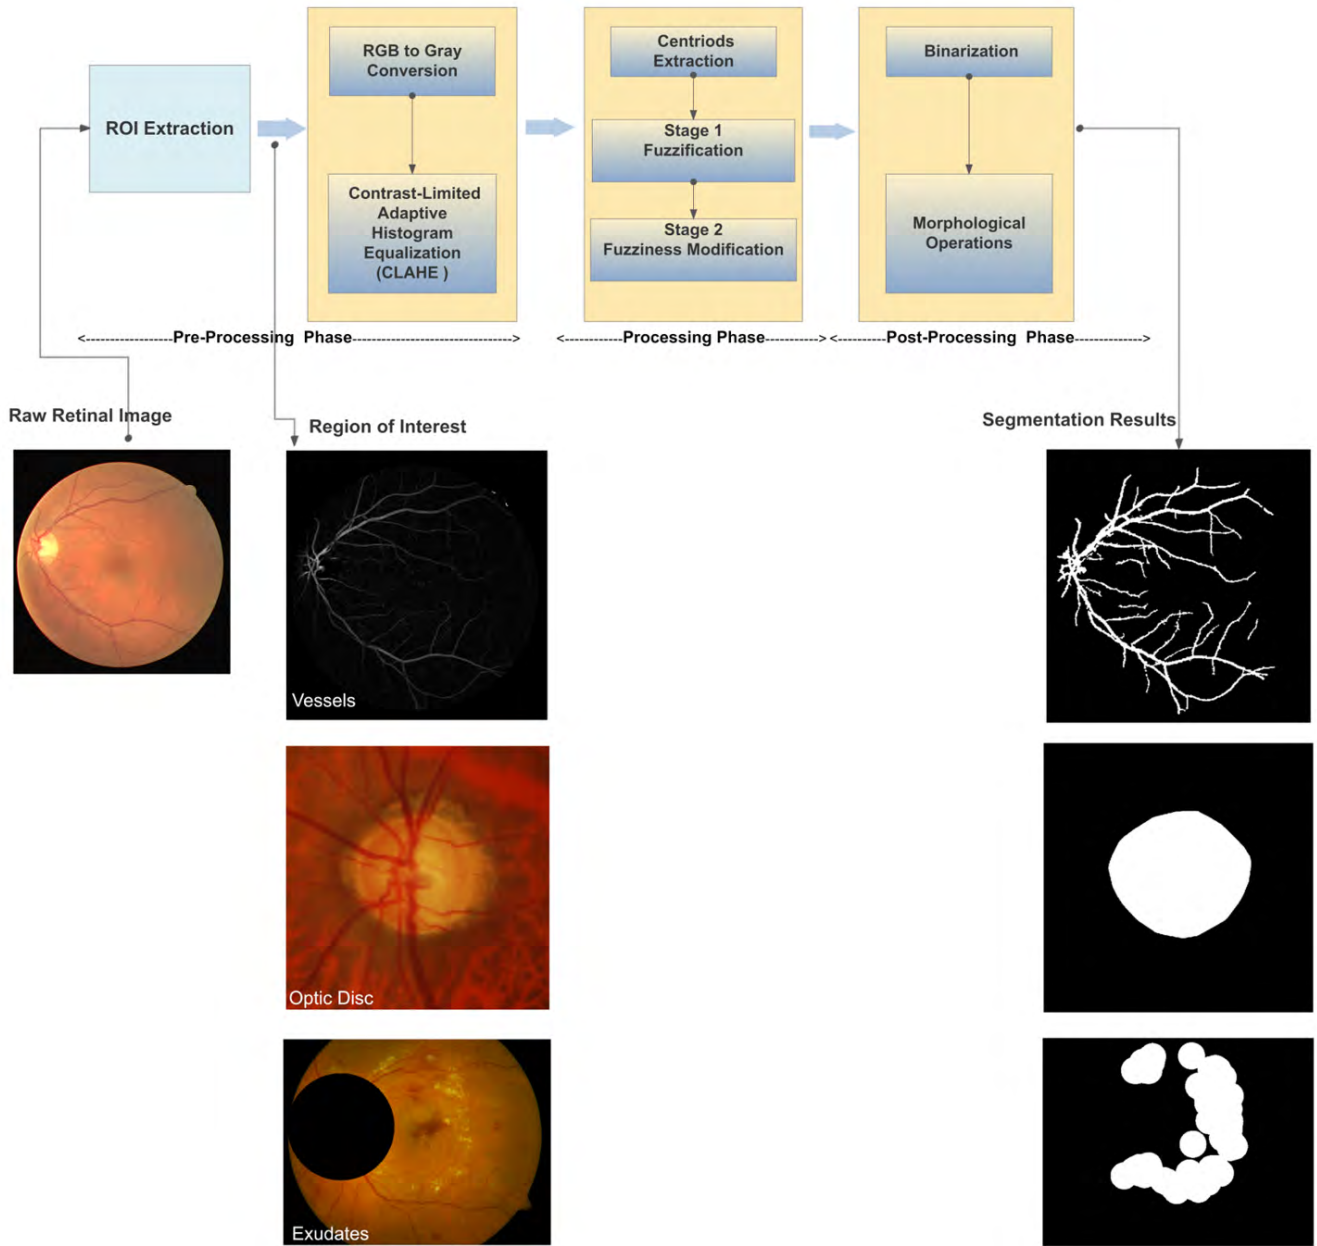 ROI Extraction
RGB to Gray
Conversion
Contrast-Limited
Adaptive
Histogram
Equalization
(CLAHE )
Centriods
Extraction
Stage 1
Fuzzification
Stage 2
Fuzziness Modification
Binarization
Morphological
Operations
<----------------Pre-Processing  Phase---------------------------->
<-----------Processing Phase---------->
<---------Post-Processing  Phase------------->
Raw Retinal Image
Region of Interest
Segmentation Results
Vessels
Optic Disc
Exudates